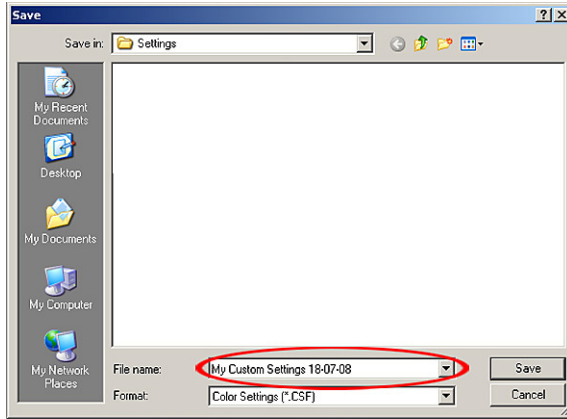 Save
Save in:
Settings
My Recent
Documents
Desktop
My Documents
My Computer
My Network
Places
File name:
My Custom Settings 18-07-08
Save
Format:
Color Settings (*.CSF)
Cancel